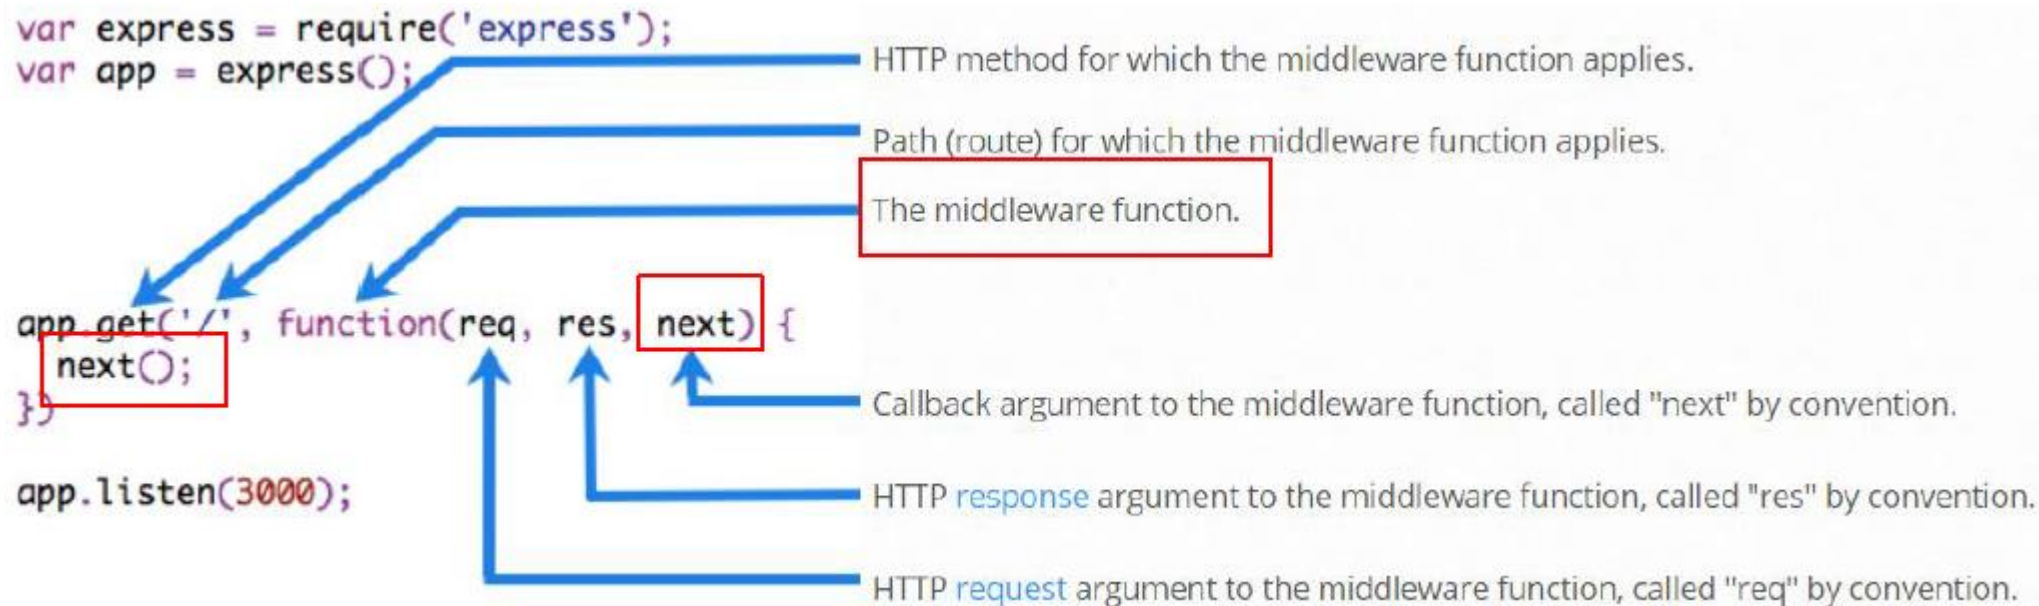 var express = require('express');
var app = express();
HTTP method for which the middleware function applies.
Path (route) for which the middleware function applies.
The middleware function.
app.get('/', function(req, res, next) {
next();
})
Callback argument to the middleware function, called "next" by convention.
app.listen(3000);
HTTP response argument to the middleware function, called "res" by convention.
HTTP request argument to the middleware function, called "req" by convention.